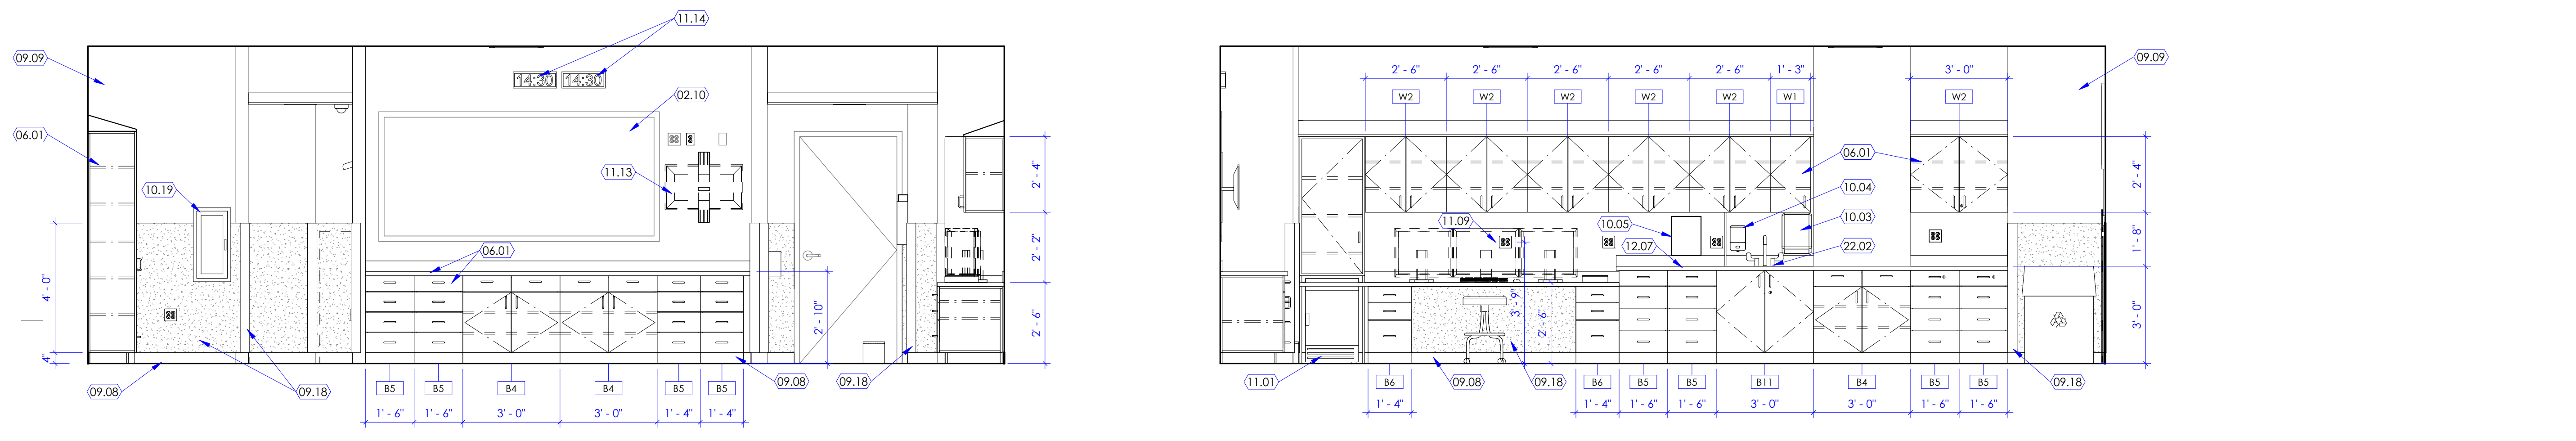 11.14
09.09
14:30 14:30
02.10
06.01
11.13
10.19
06.01
2' - 4"
2' - 2"
2' - 6"
4' - 0"
4"
2' - 10"
09.08
09.18
B5 B5 B4 B4 B5 B5
09.08
09.18
1' - 6" 1' - 6" 3' - 0" 3' - 0" 1' - 4" 1' - 4"
09.09
2' - 6" 2' - 6" 2' - 6" 2' - 6" 2' - 6" 1' - 3" 3' - 0"
W2 W2 W2 W2 W2 W1 W2
06.01
10.04
10.03
11.09
10.05
12.07
22.02
2' - 4"
1' - 8"
3' - 0"
3' - 9"
2' - 6"
11.01
B6
09.08
09.18
B6 B5 B5 B11 B4 B5 B5
09.18
1' - 4" 1' - 4" 1' - 6" 1' - 6" 3' - 0" 3' - 0" 1' - 6" 1' - 6"